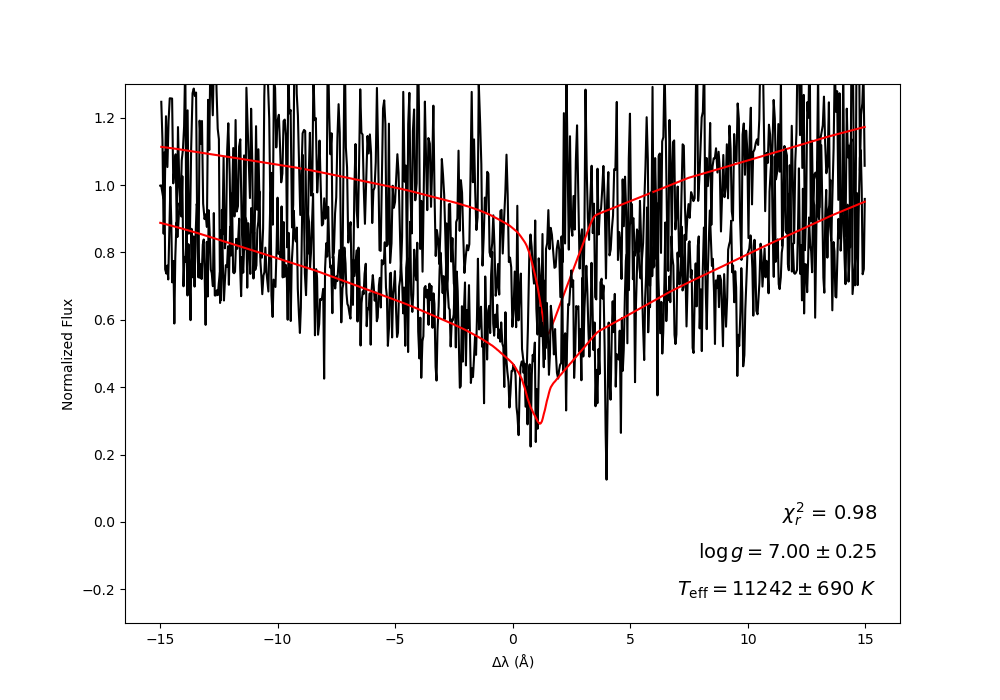 1.2
1.0
0.8
0.6
0.4
0.2
0.0
−0.2
Normalized Flux
χ²ᵣ = 0.98
log g = 7.00 ± 0.25
T_eff = 11242 ± 690 K
−15 −10 −5 0 5 10 15
Δλ (Å)